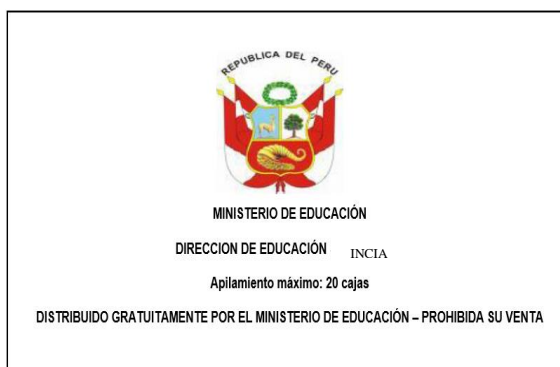 REPUBLICA DEL PERU
MINISTERIO DE EDUCACIÓN
DIRECCION DE EDUCACIÓN INCIA
Apilamiento máximo: 20 cajas
DISTRIBUIDO GRATUITAMENTE POR EL MINISTERIO DE EDUCACIÓN – PROHIBIDA SU VENTA